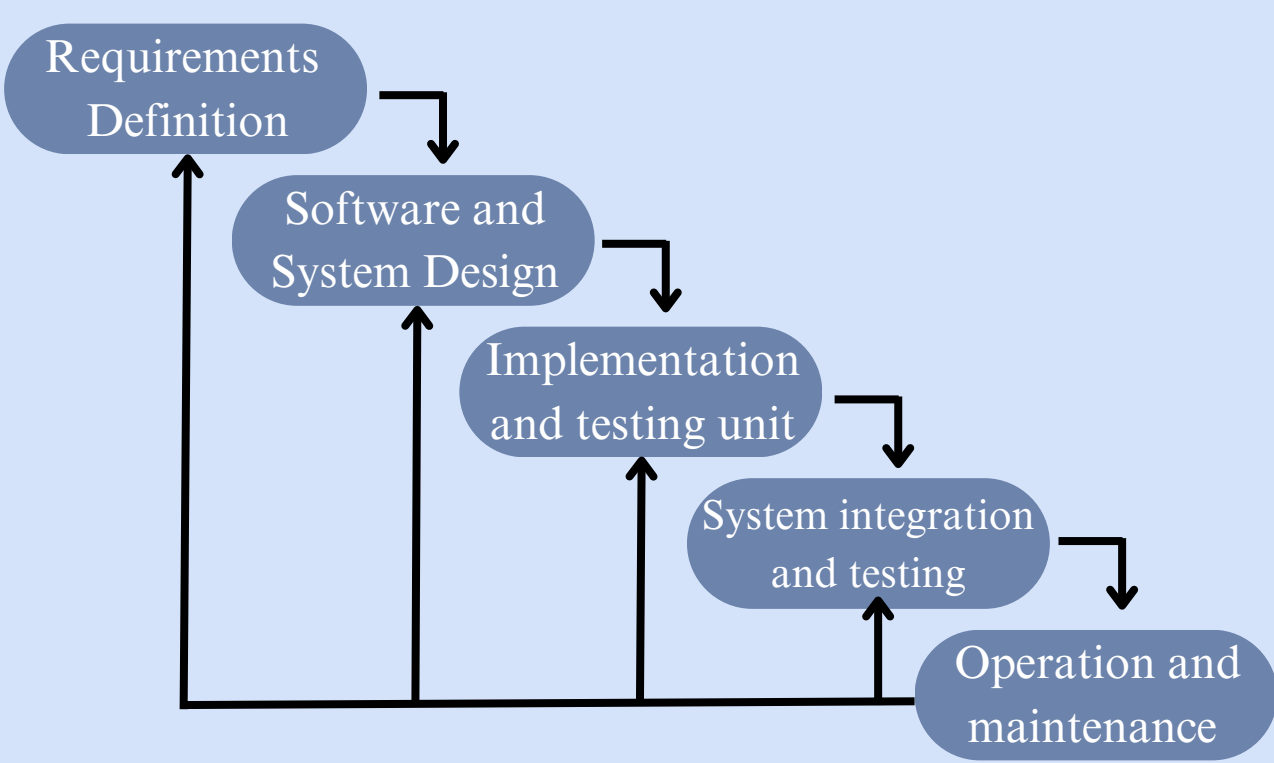 Requirements
Definition
Software and
System Design
Implementation
and testing unit
System integration
and testing
Operation and
maintenance